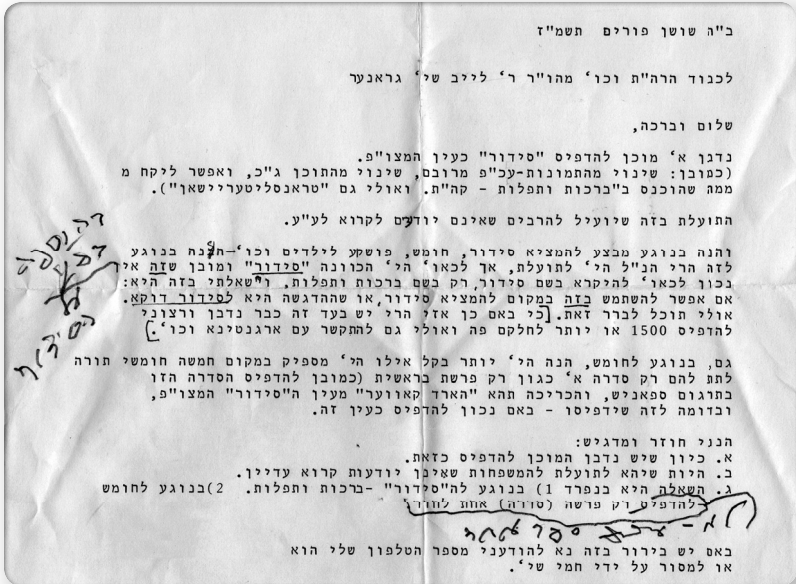 ב"ה שושן פורים תשמ"ז
לכבוד הרה"ת וכו' מהו"ר ר' לייב שי' גראנער
שלום וברכה,
נדבן א' מוכן להדפיס "סידור" כעין המצו"פ.
(כמובן: שינוי מהתמונות-עכ"פ מרובם, שינוי מהתוכן ג"כ, ואפשר ליקח מ
ממה שהוכנס ב"ברכות ותפלות - קה"ת. ואולי גם "טראנסליטעריישאן").
התועלת בזה שיועיל להרבים שאינם יודעים לקרוא לע"ע.
והנה בנוגע מבצע להמציא סידור, חומש, פושקע לילדים וכו' הנה בנוגע
לזה הרי הנ"ל הי' לתועלת, אך לכאו' הי' הכוונה "סידור" ומובן שזה אין
נכון לכאו' להיקרא בשם סידור רק בשם ברכות ותפלות. ושאלתי בזה היא:
אם אפשר להשתמש בזה במקום להמציא סידור, או שההדגשה היא לסידור דוקא.
אולי תוכל לברר זאת. [כי באם כן אזי הרי יש בעד זה כבר נדבן ורצוני
להדפיס 1500 או יותר לחלקם פה ואולי גם להתקשר עם ארגנטינא וכו'.]
גם, בנוגע לחומש, הנה הי' יותר בקל אילו הי' מספיק במקום חמשה חומשי תורה
לתת להם רק סדרה א' כגון רק פרשת בראשית (כמובן להדפיס הסדרה הזו
בתרגום ספאניש, והכריכה תהא "הארד קאווער" מעין ה"סידור" המצו"פ,
ובדומה לזה שידפיסו - באם נכון להדפיס כעין זה.
הנני חוזר ומדגיש:
א. כיון שיש נדבן המוכן להדפיס כזאת.
ב. היות שיהא לתועלת להמשפחות שאינן יודעות קרוא עדיין.
ג. השאלה היא בנפרד 1) בנוגע לה"סידור" -ברכות ותפלות. 2)בנוגע לחומש
-להדפיס רק פרשה (סדרה) אחת לחוד?
באם יש בירור בזה נא להודעני מספר הטלפון שלי הוא
או למסור על ידי חמי שי'.